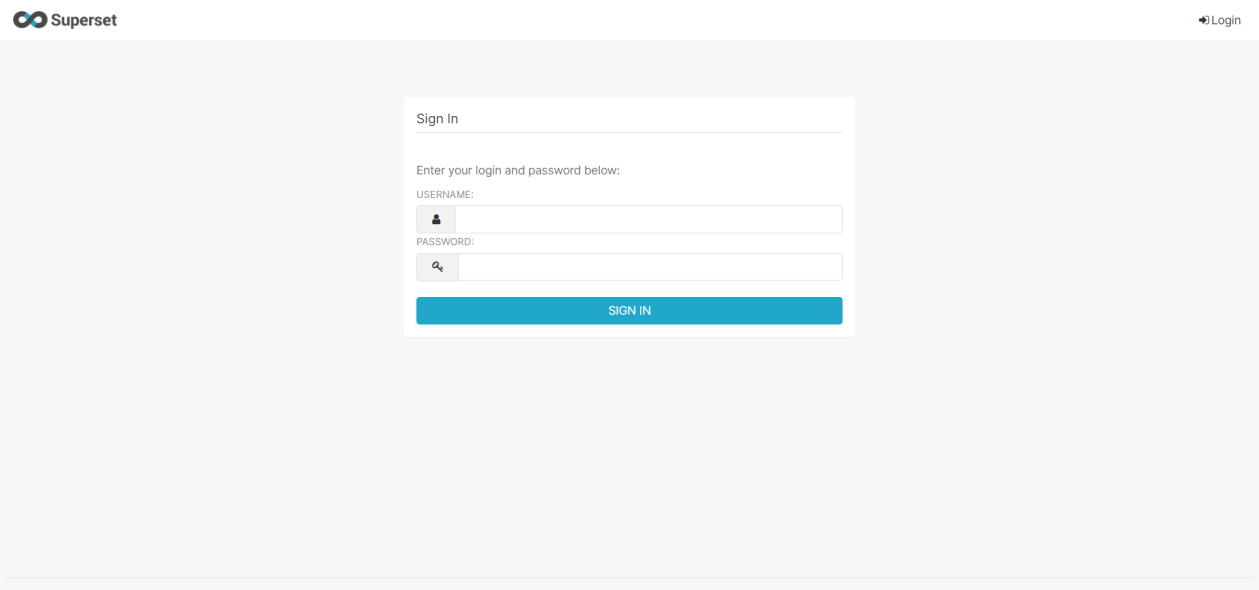 Superset
Login
Sign In
Enter your login and password below:
USERNAME:
PASSWORD:
SIGN IN